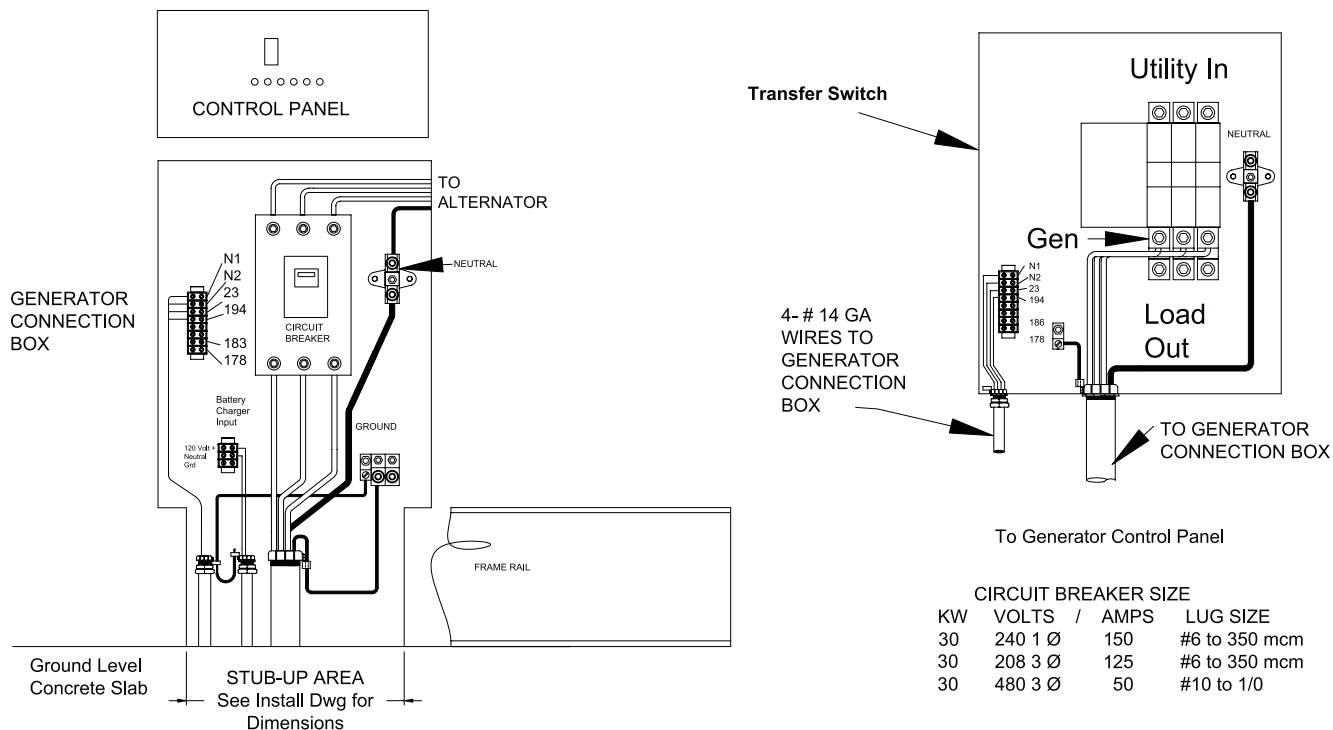 CONTROL PANEL
TO
ALTERNATOR
NEUTRAL
N1
N2
23
194
183
178
GENERATOR
CONNECTION
BOX
CIRCUIT
BREAKER
Battery
Charger
Input
120 Volt +
Neutral
Grd
GROUND
FRAME RAIL
Ground Level
Concrete Slab
STUB-UP AREA
See Install Dwg for
Dimensions
Transfer Switch
Utility In
NEUTRAL
Gen
N1
N2
23
194
186
178
Load
Out
4- # 14 GA
WIRES TO
GENERATOR
CONNECTION
BOX
TO GENERATOR
CONNECTION BOX
To Generator Control Panel
CIRCUIT BREAKER SIZE
KW VOLTS / AMPS LUG SIZE
30 240 1 Ø 150 #6 to 350 mcm
30 208 3 Ø 125 #6 to 350 mcm
30 480 3 Ø 50 #10 to 1/0